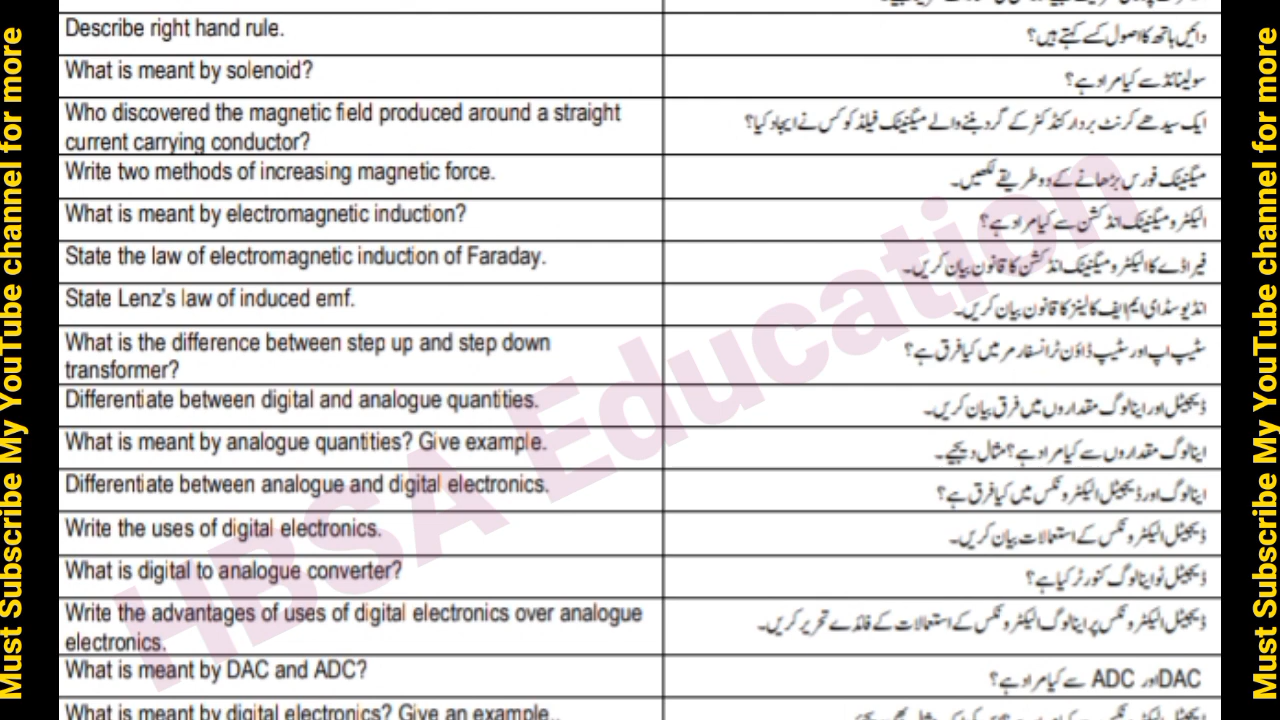 Must Subscribe My YouTube channel for more
Describe right hand rule.
دائیں ہاتھ کا اصول کسے کہتے ہیں؟
What is meant by solenoid?
سولینائڈ سے کیا مراد ہے؟
Who discovered the magnetic field produced around a straight
current carrying conductor?
ایک سیدھے کرنٹ بردار کنڈکٹر کے گرد بننے والے میگنیٹک فیلڈ کو کس نے ایجاد کیا؟
Write two methods of increasing magnetic force.
میگنیٹک فورس بڑھانے کے دو طریقے لکھیں۔
What is meant by electromagnetic induction?
الیکٹرومیگنیٹک انڈکشن سے کیا مراد ہے؟
State the law of electromagnetic induction of Faraday.
فیراڈے کا الیکٹرومیگنیٹک انڈکشن کا قانون بیان کریں۔
State Lenz's law of induced emf.
انڈیوسڈ ای ایم ایف کا لینز کا قانون بیان کریں۔
What is the difference between step up and step down
transformer?
سٹیپ اپ اور سٹیپ ڈاؤن ٹرانسفارمر میں کیا فرق ہے؟
Differentiate between digital and analogue quantities.
ڈیجیٹل اور اینالوگ مقداروں میں فرق بیان کریں۔
What is meant by analogue quantities? Give example.
اینالوگ مقداروں سے کیا مراد ہے؟ مثال دیجیے۔
Differentiate between analogue and digital electronics.
اینالوگ اور ڈیجیٹل الیکٹرونکس میں کیا فرق ہے؟
Write the uses of digital electronics.
ڈیجیٹل الیکٹرونکس کے استعمالات بیان کریں۔
What is digital to analogue converter?
ڈیجیٹل ٹو اینالوگ کنورٹر کیا ہے؟
Write the advantages of uses of digital electronics over analogue
electronics.
ڈیجیٹل الیکٹرونکس پر اینالوگ الیکٹرونکس کے استعمالات کے فائدے تحریر کریں۔
What is meant by DAC and ADC?
DAC اور ADC سے کیا مراد ہے؟
What is meant by digital electronics? Give an example..
HBSA Education
Must Subscribe My YouTube channel for more